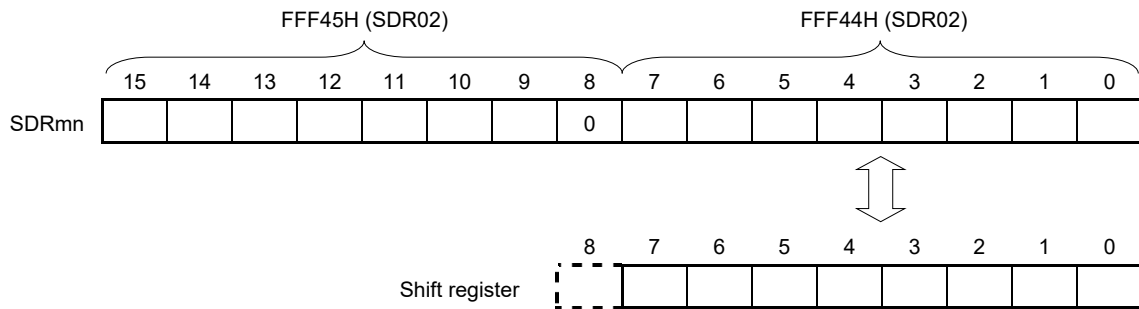 FFF45H (SDR02) FFF44H (SDR02)
15 14 13 12 11 10 9 8 7 6 5 4 3 2 1 0
SDRmn 0
8 7 6 5 4 3 2 1 0
Shift register